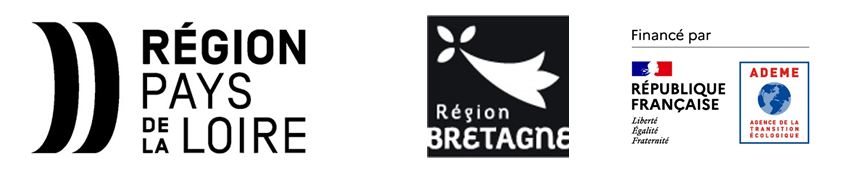 RÉGION
PAYS
DE LA LOIRE
Région
BRETAGNE
Financé par
RÉPUBLIQUE
FRANÇAISE
Liberté
Égalité
Fraternité
ADEME
AGENCE DE LA
TRANSITION
ÉCOLOGIQUE